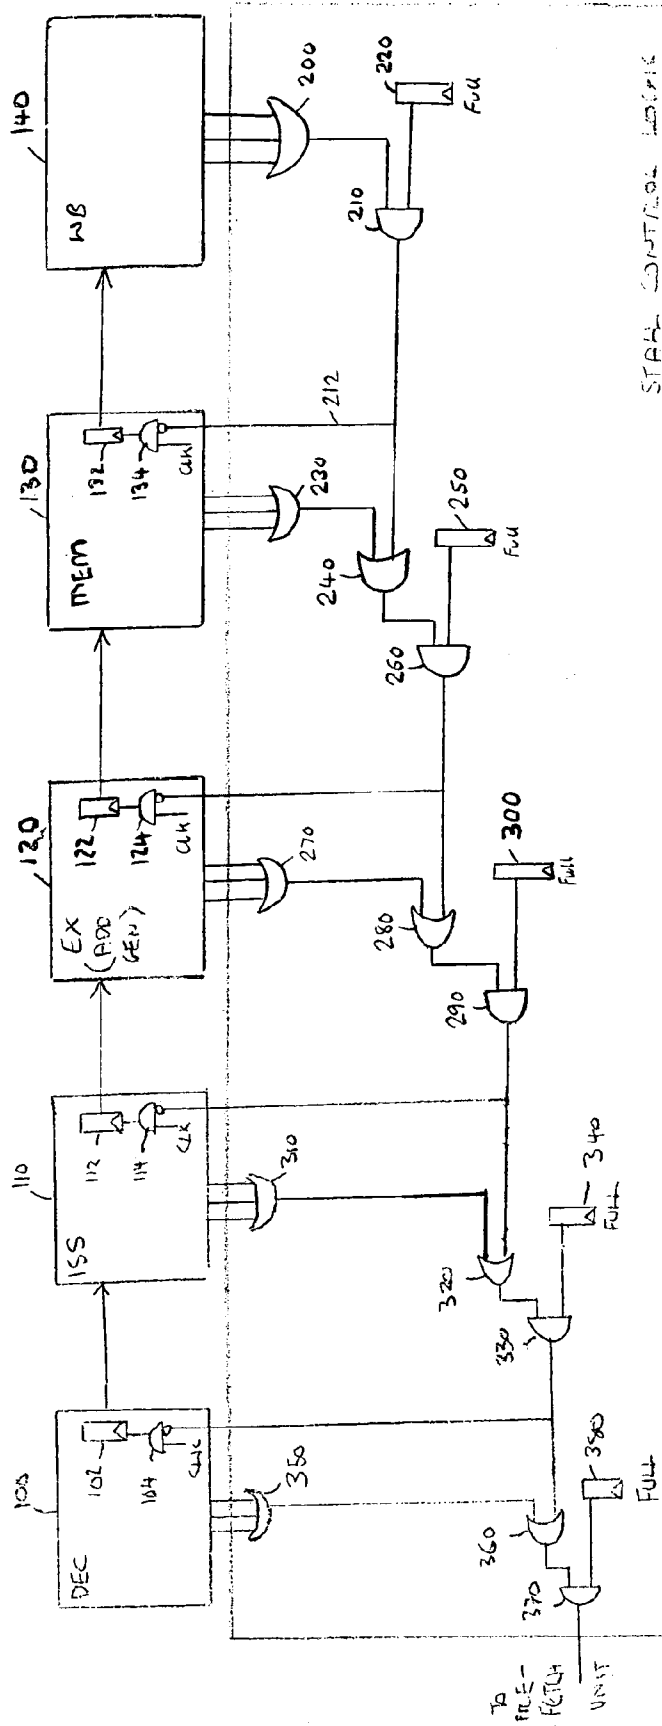 100
DEC
102
104
CLK
110
ISS
112
114
CLK
120
EX
(ADD
GEN)
122
124
CLK
130
MEM
132
134
CLK
140
WB
350
310
270
230
200
212
360
370
380
FULL
320
330
340
FULL
280
290
300
Full
240
260
250
Full
210
220
Full
TO
PRE-
FETCH
UNIT
STALL CONTROL LOGIC